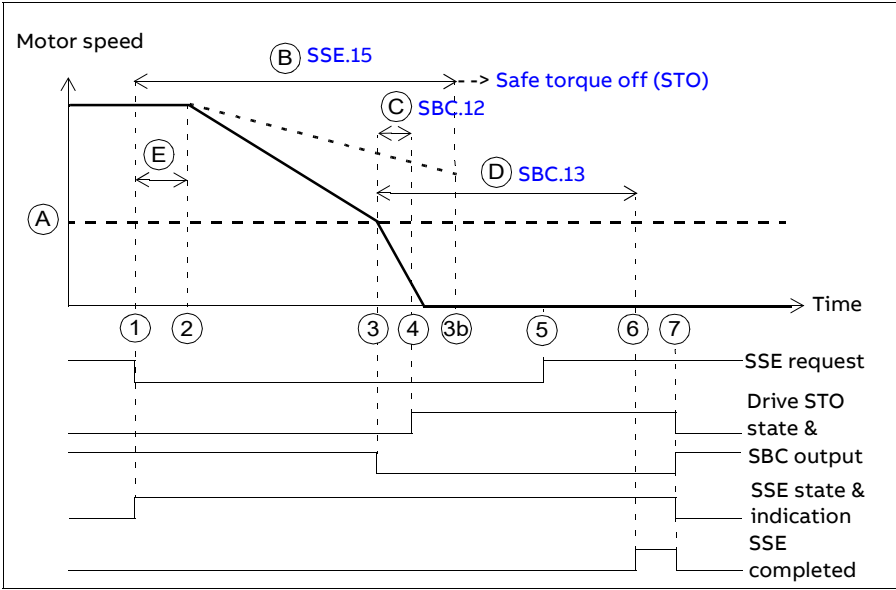 Motor speed
B SSE.15
Safe torque off (STO)
C SBC.12
E
D SBC.13
A
Time
1 2 3 4 3b 5 6 7
SSE request
Drive STO
state &
SBC output
SSE state &
indication
SSE
completed